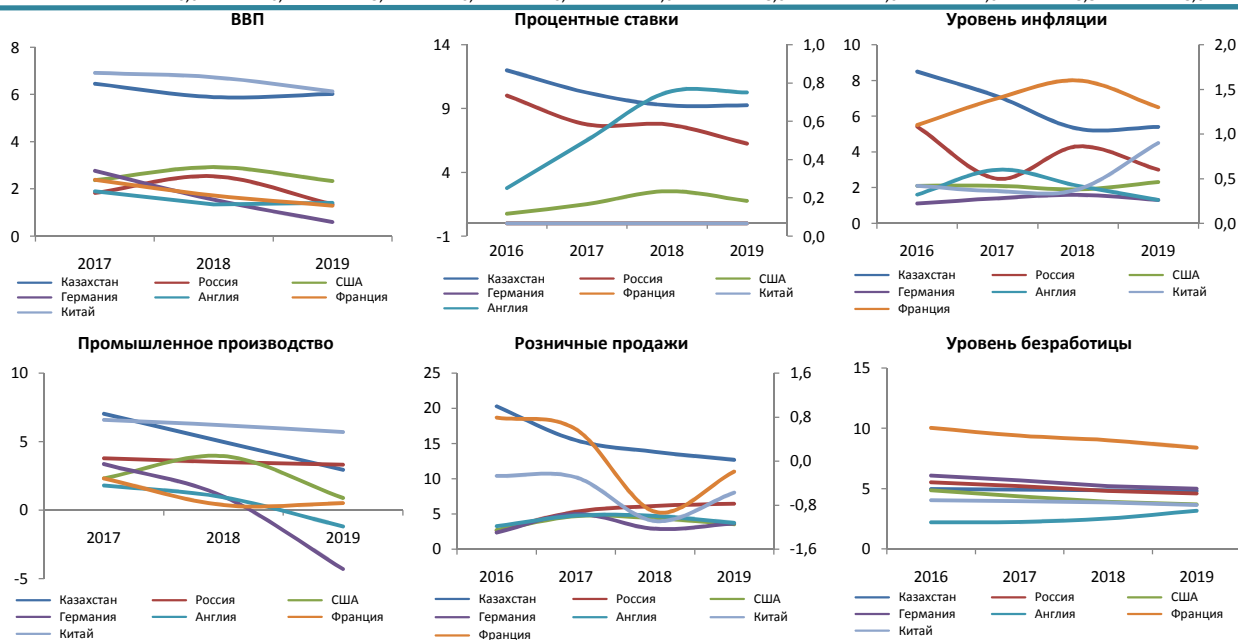 ВВП
8
6
4
2
0
2017 2018 2019
Казахстан Россия США
Германия Англия Франция
Китай
Процентные ставки
14 1,0
0,8
9
0,6
4 0,4
0,2
-1 0,0
2016 2017 2018 2019
Казахстан Россия США
Германия Франция Китай
Англия
Уровень инфляции
10 2,0
8
1,5
6
1,0
4
0,5
2
0 0,0
2016 2017 2018 2019
Казахстан Россия США
Германия Англия Китай
Франция
Промышленное производство
10
5
0
2017 2018 2019
-5
Казахстан Россия США
Германия Англия Франция
Китай
Розничные продажи
25 1,6
20 0,8
15
0,0
10
-0,8
5
0 -1,6
2016 2017 2018 2019
Казахстан Россия США
Германия Англия Китай
Франция
Уровень безработицы
15
10
5
0
2016 2017 2018 2019
Казахстан Россия США
Германия Англия Франция
Китай